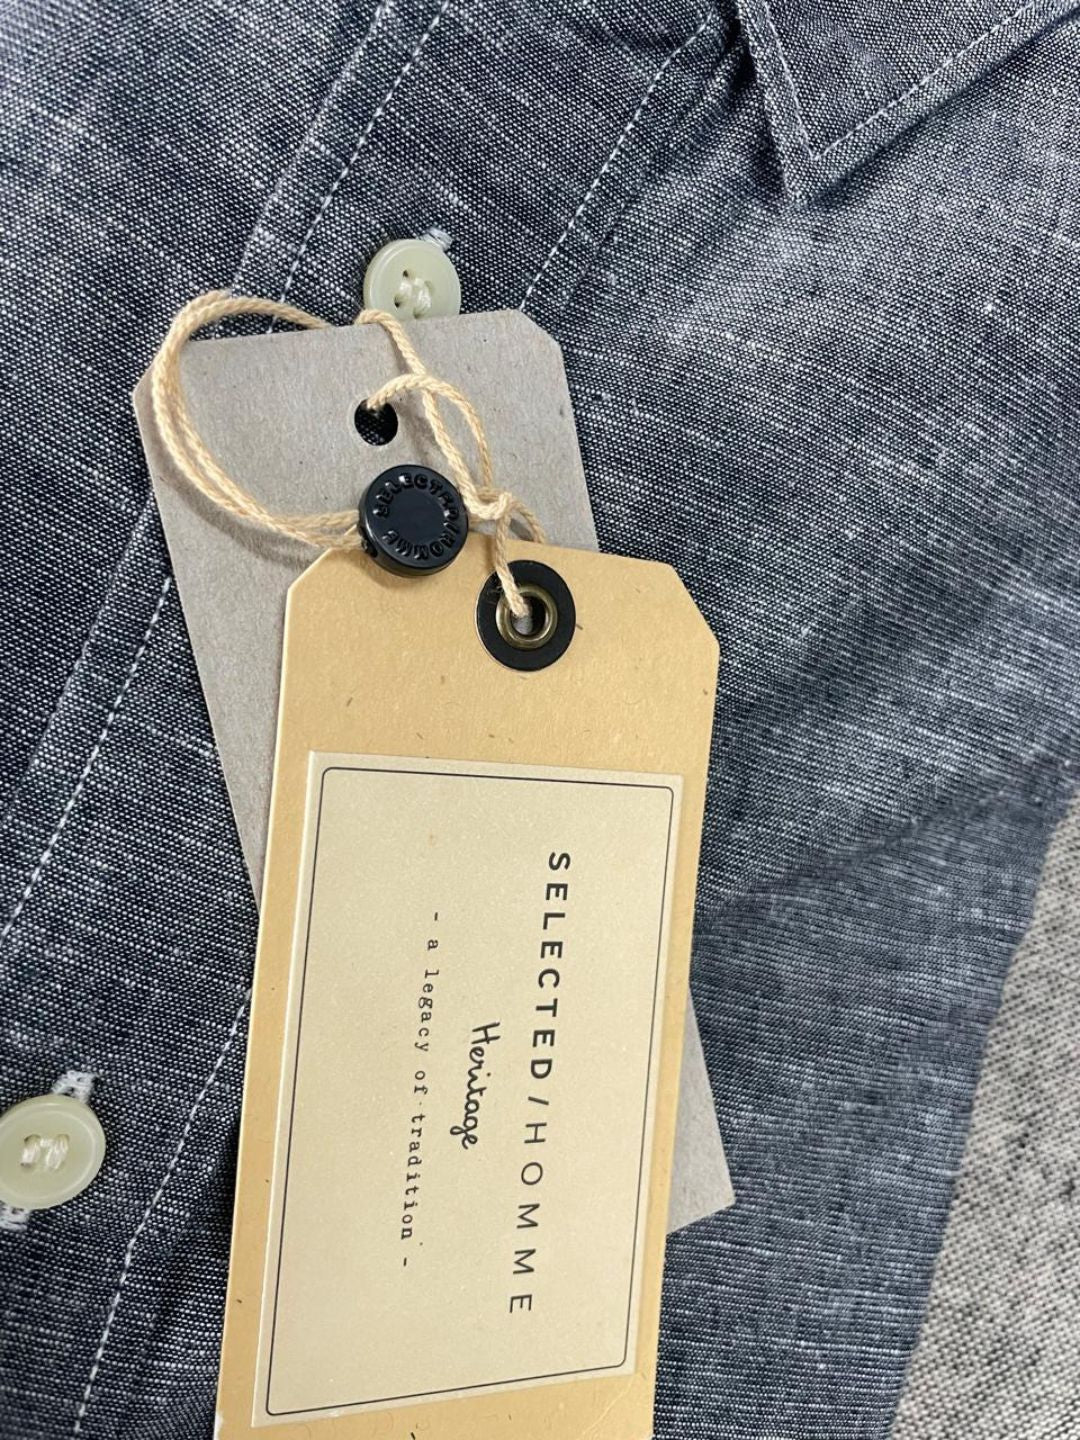 SELECTED/HOMME
SELECTED/HOMME
Heritage
- a legacy of tradition -